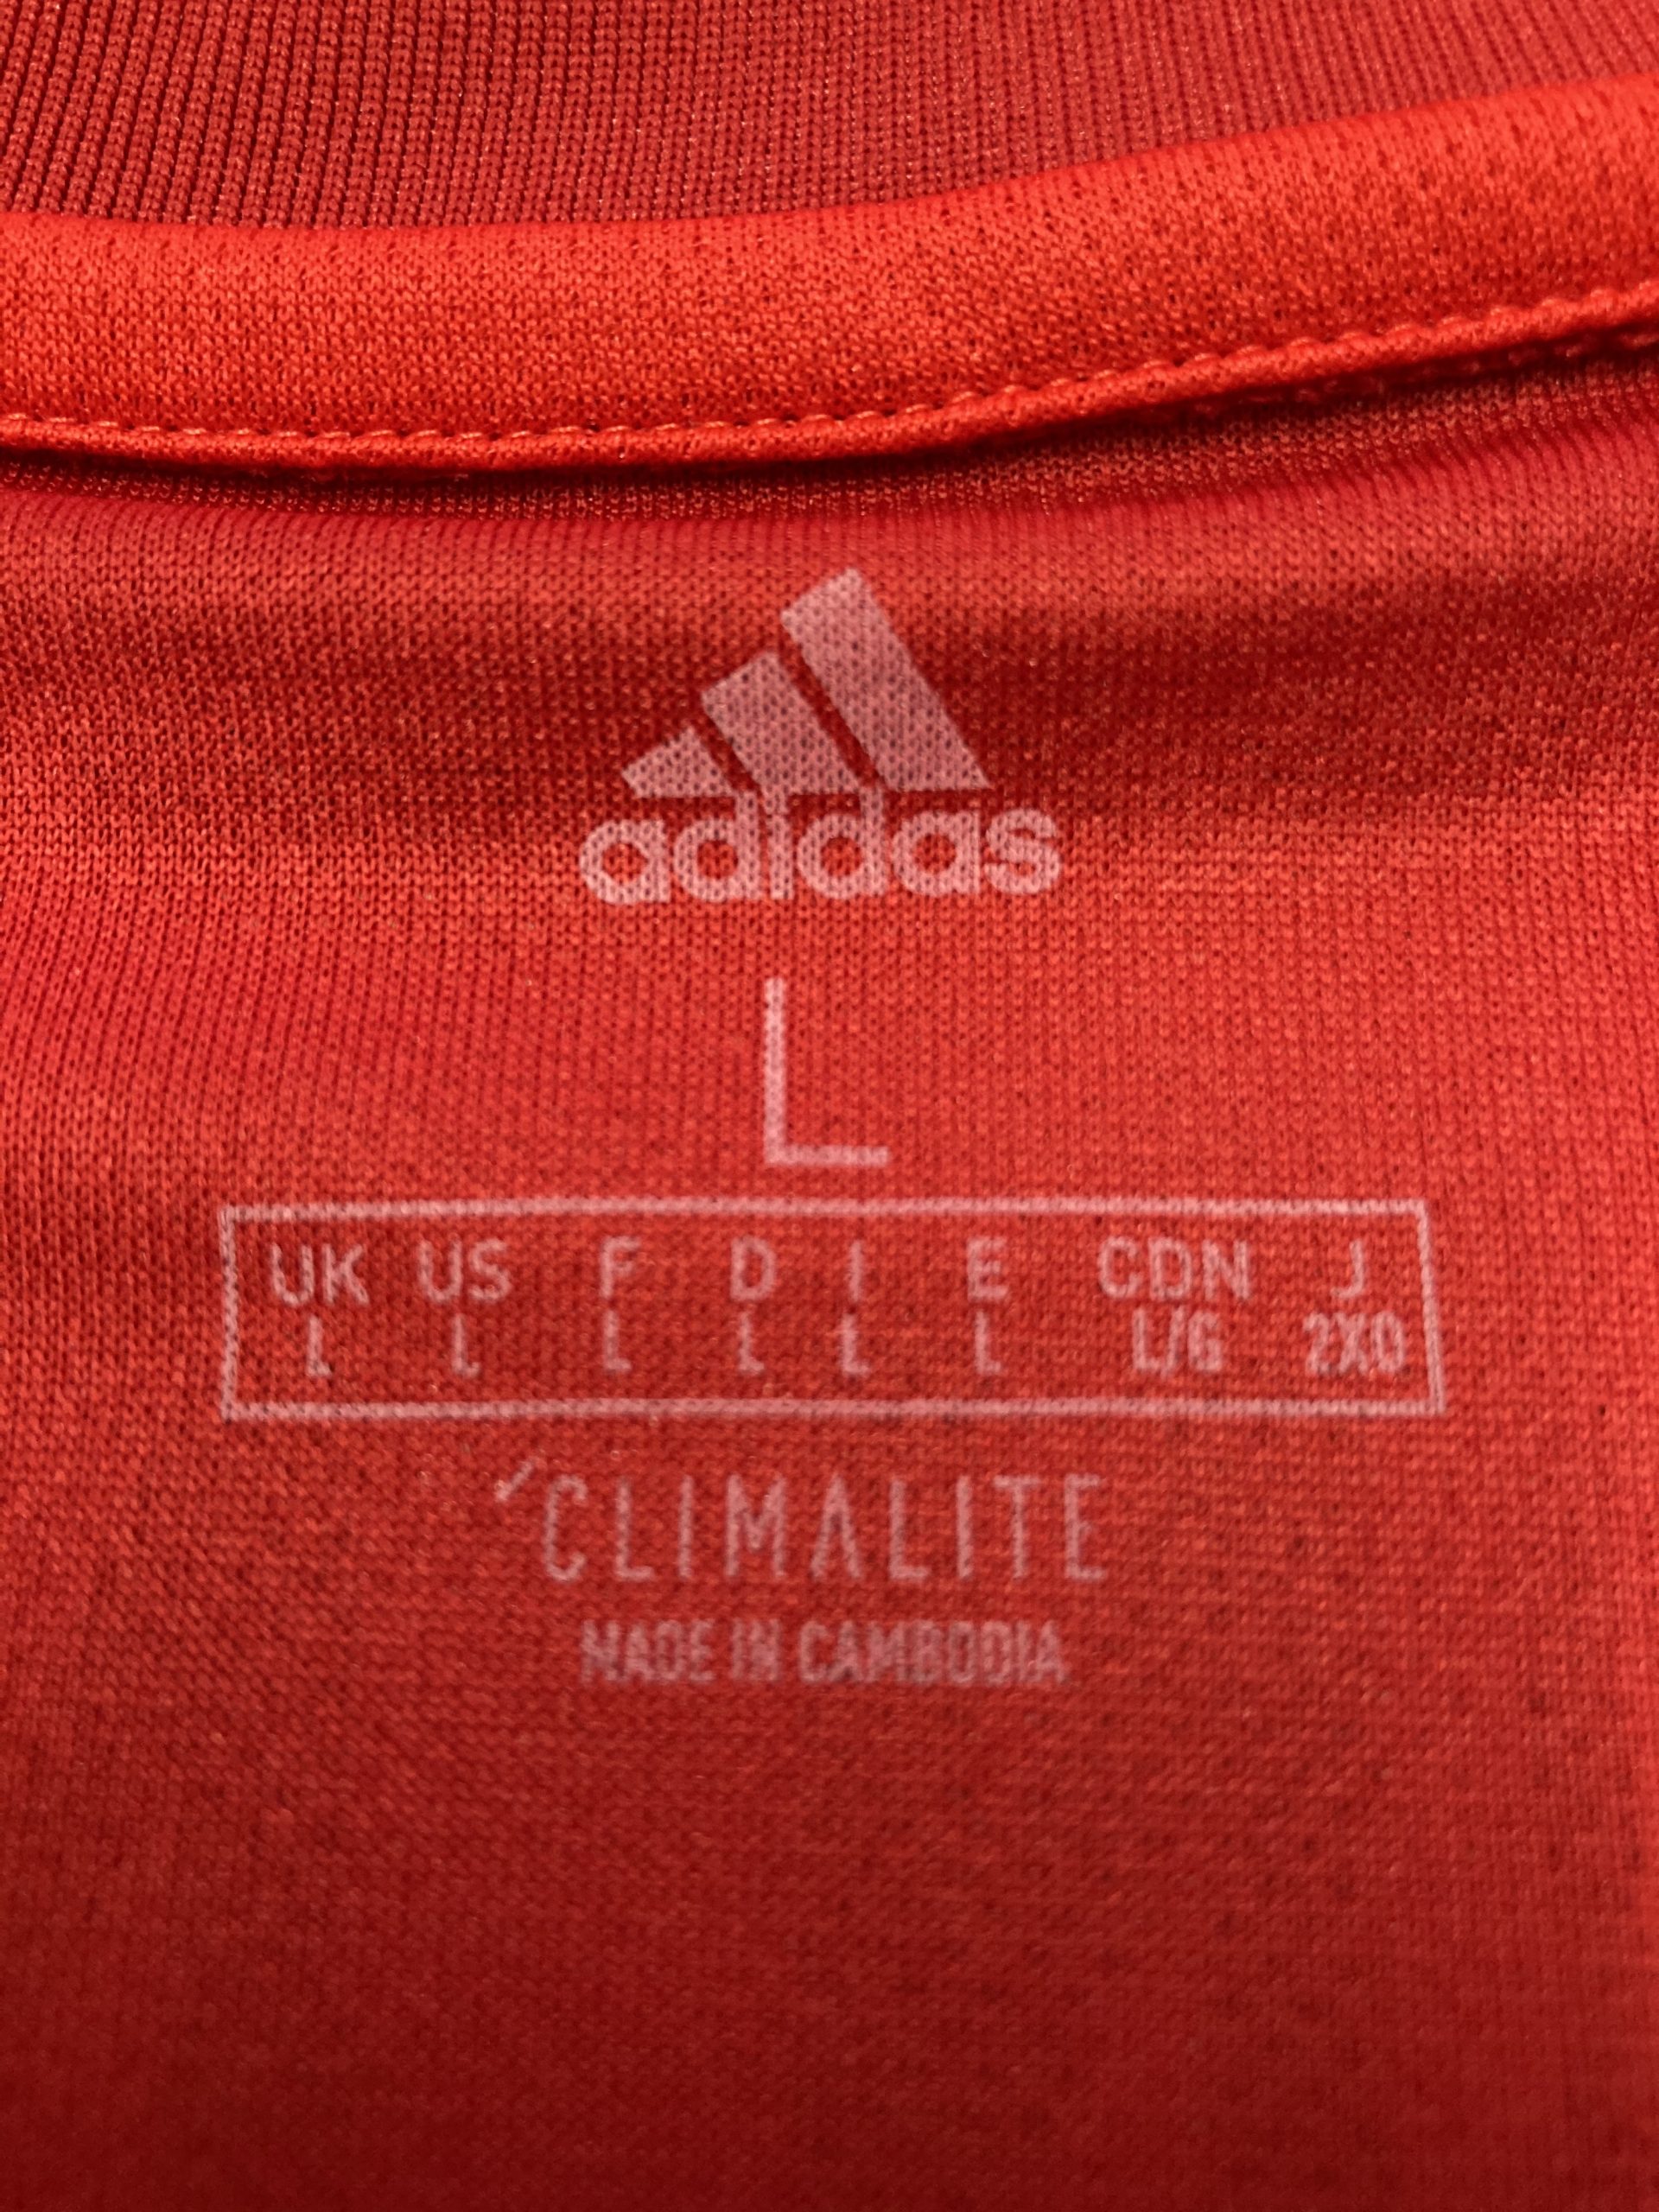 adidas
L
UK US F D I E CDN J
L L L L L L L/G 2XO
CLIMALITE
MADE IN CAMBODIA